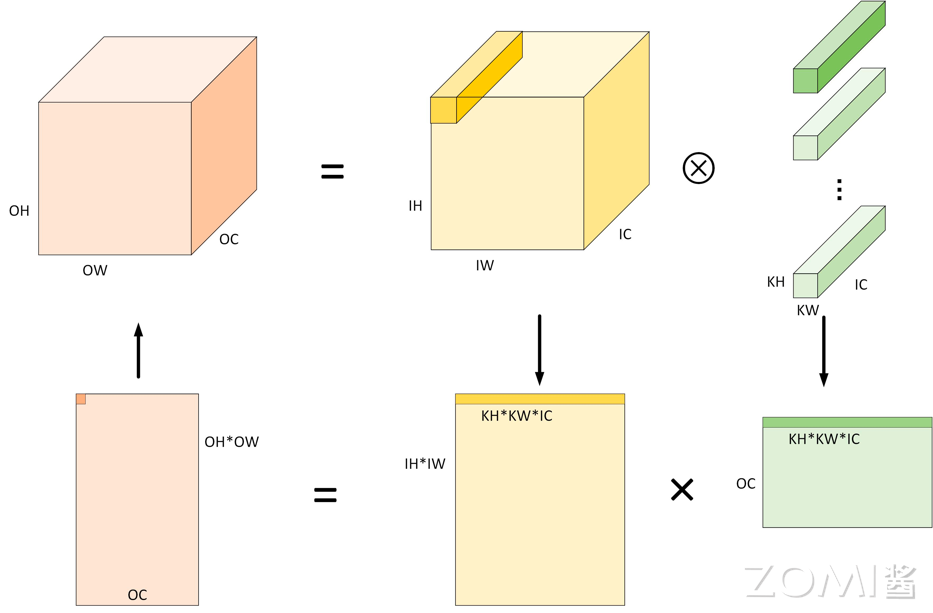 OH
OW
OC
=
IH
IW
IC
⊗
⋮
KH
KW
IC
OH*OW
OC
=
KH*KW*IC
IH*IW
×
KH*KW*IC
OC
ZOMI酱